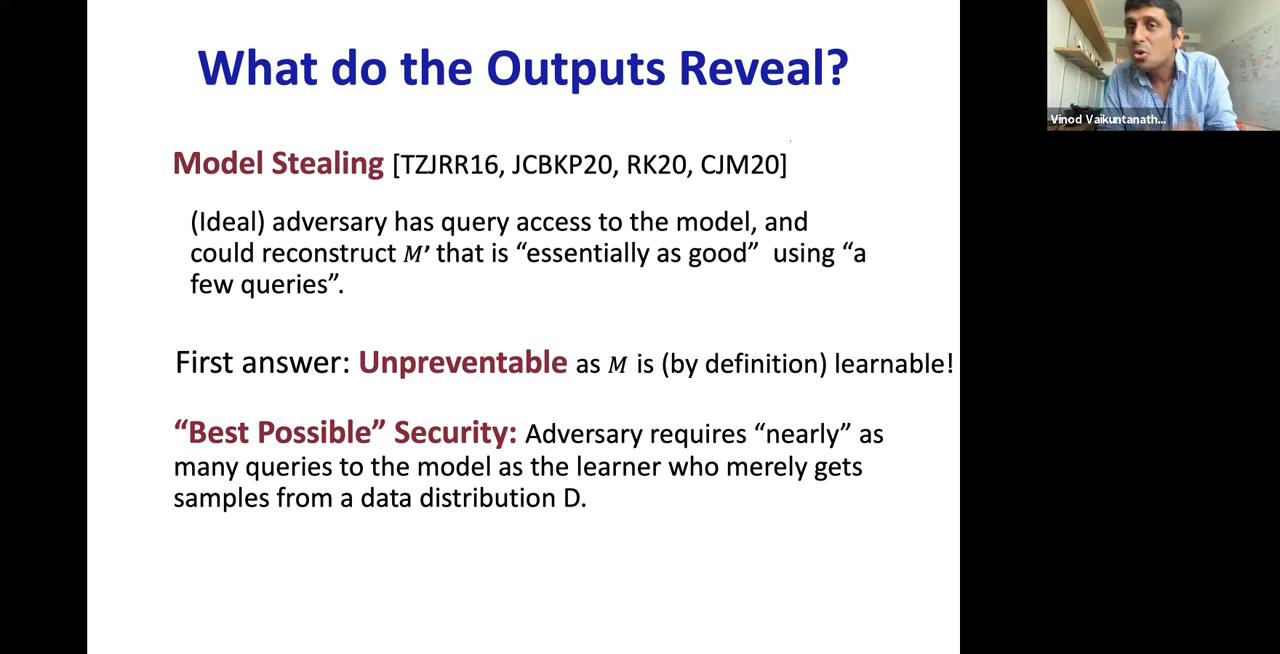 What do the Outputs Reveal?
Vinod Vaikuntanath...
Model Stealing [TZJRR16, JCBKP20, RK20, CJM20]
(Ideal) adversary has query access to the model, and
could reconstruct M’ that is “essentially as good”  using “a
few queries”.
First answer: Unpreventable as M is (by definition) learnable!
“Best Possible” Security: Adversary requires “nearly” as
many queries to the model as the learner who merely gets
samples from a data distribution D.